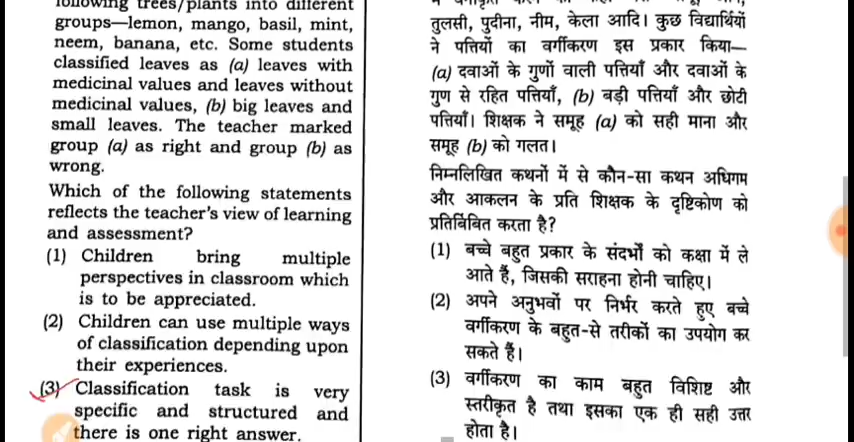 following trees/plants into different
groups—lemon, mango, basil, mint,
neem, banana, etc. Some students
classified leaves as (a) leaves with
medicinal values and leaves without
medicinal values, (b) big leaves and
small leaves. The teacher marked
group (a) as right and group (b) as
wrong.
Which of the following statements
reflects the teacher's view of learning
and assessment?
(1) Children bring multiple
perspectives in classroom which
is to be appreciated.
(2) Children can use multiple ways
of classification depending upon
their experiences.
(3) Classification task is very
specific and structured and
there is one right answer.
तुलसी, पुदीना, नीम, केला आदि। कुछ विद्यार्थियों
ने पत्तियों का वर्गीकरण इस प्रकार किया—
(a) दवाओं के गुणों वाली पत्तियाँ और दवाओं के
गुण से रहित पत्तियाँ, (b) बड़ी पत्तियाँ और छोटी
पत्तियाँ। शिक्षक ने समूह (a) को सही माना और
समूह (b) को गलत।
निम्नलिखित कथनों में से कौन-सा कथन अधिगम
और आकलन के प्रति शिक्षक के दृष्टिकोण को
प्रतिबिंबित करता है?
(1) बच्चे बहुत प्रकार के संदर्भों को कक्षा में ले
आते हैं, जिसकी सराहना होनी चाहिए।
(2) अपने अनुभवों पर निर्भर करते हुए बच्चे
वर्गीकरण के बहुत-से तरीकों का उपयोग कर
सकते हैं।
(3) वर्गीकरण का काम बहुत विशिष्ट और
स्तरीकृत है तथा इसका एक ही सही उत्तर
होता है।